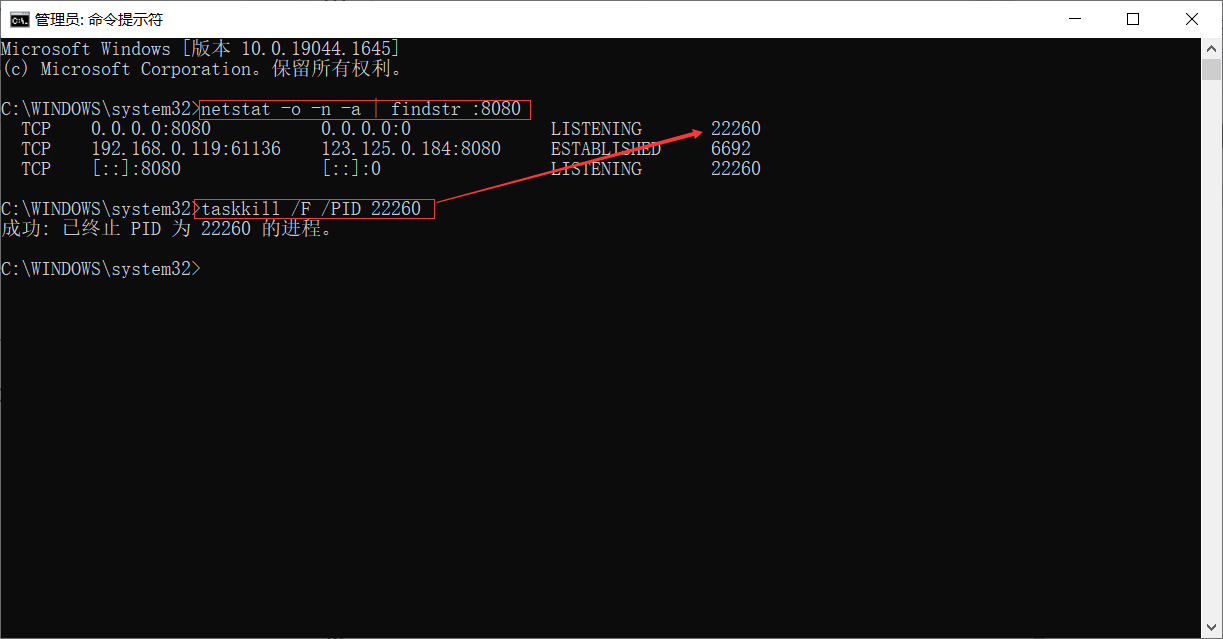 管理员: 命令提示符
Microsoft Windows [版本 10.0.19044.1645]
(c) Microsoft Corporation。保留所有权利。
C:\WINDOWS\system32>netstat -o -n -a | findstr :8080
  TCP    0.0.0.0:8080           0.0.0.0:0              LISTENING       22260
  TCP    192.168.0.119:61136    123.125.0.184:8080     ESTABLISHED     6692
  TCP    [::]:8080              [::]:0                 LISTENING       22260
C:\WINDOWS\system32>taskkill /F /PID 22260
成功: 已终止 PID 为 22260 的进程。
C:\WINDOWS\system32>